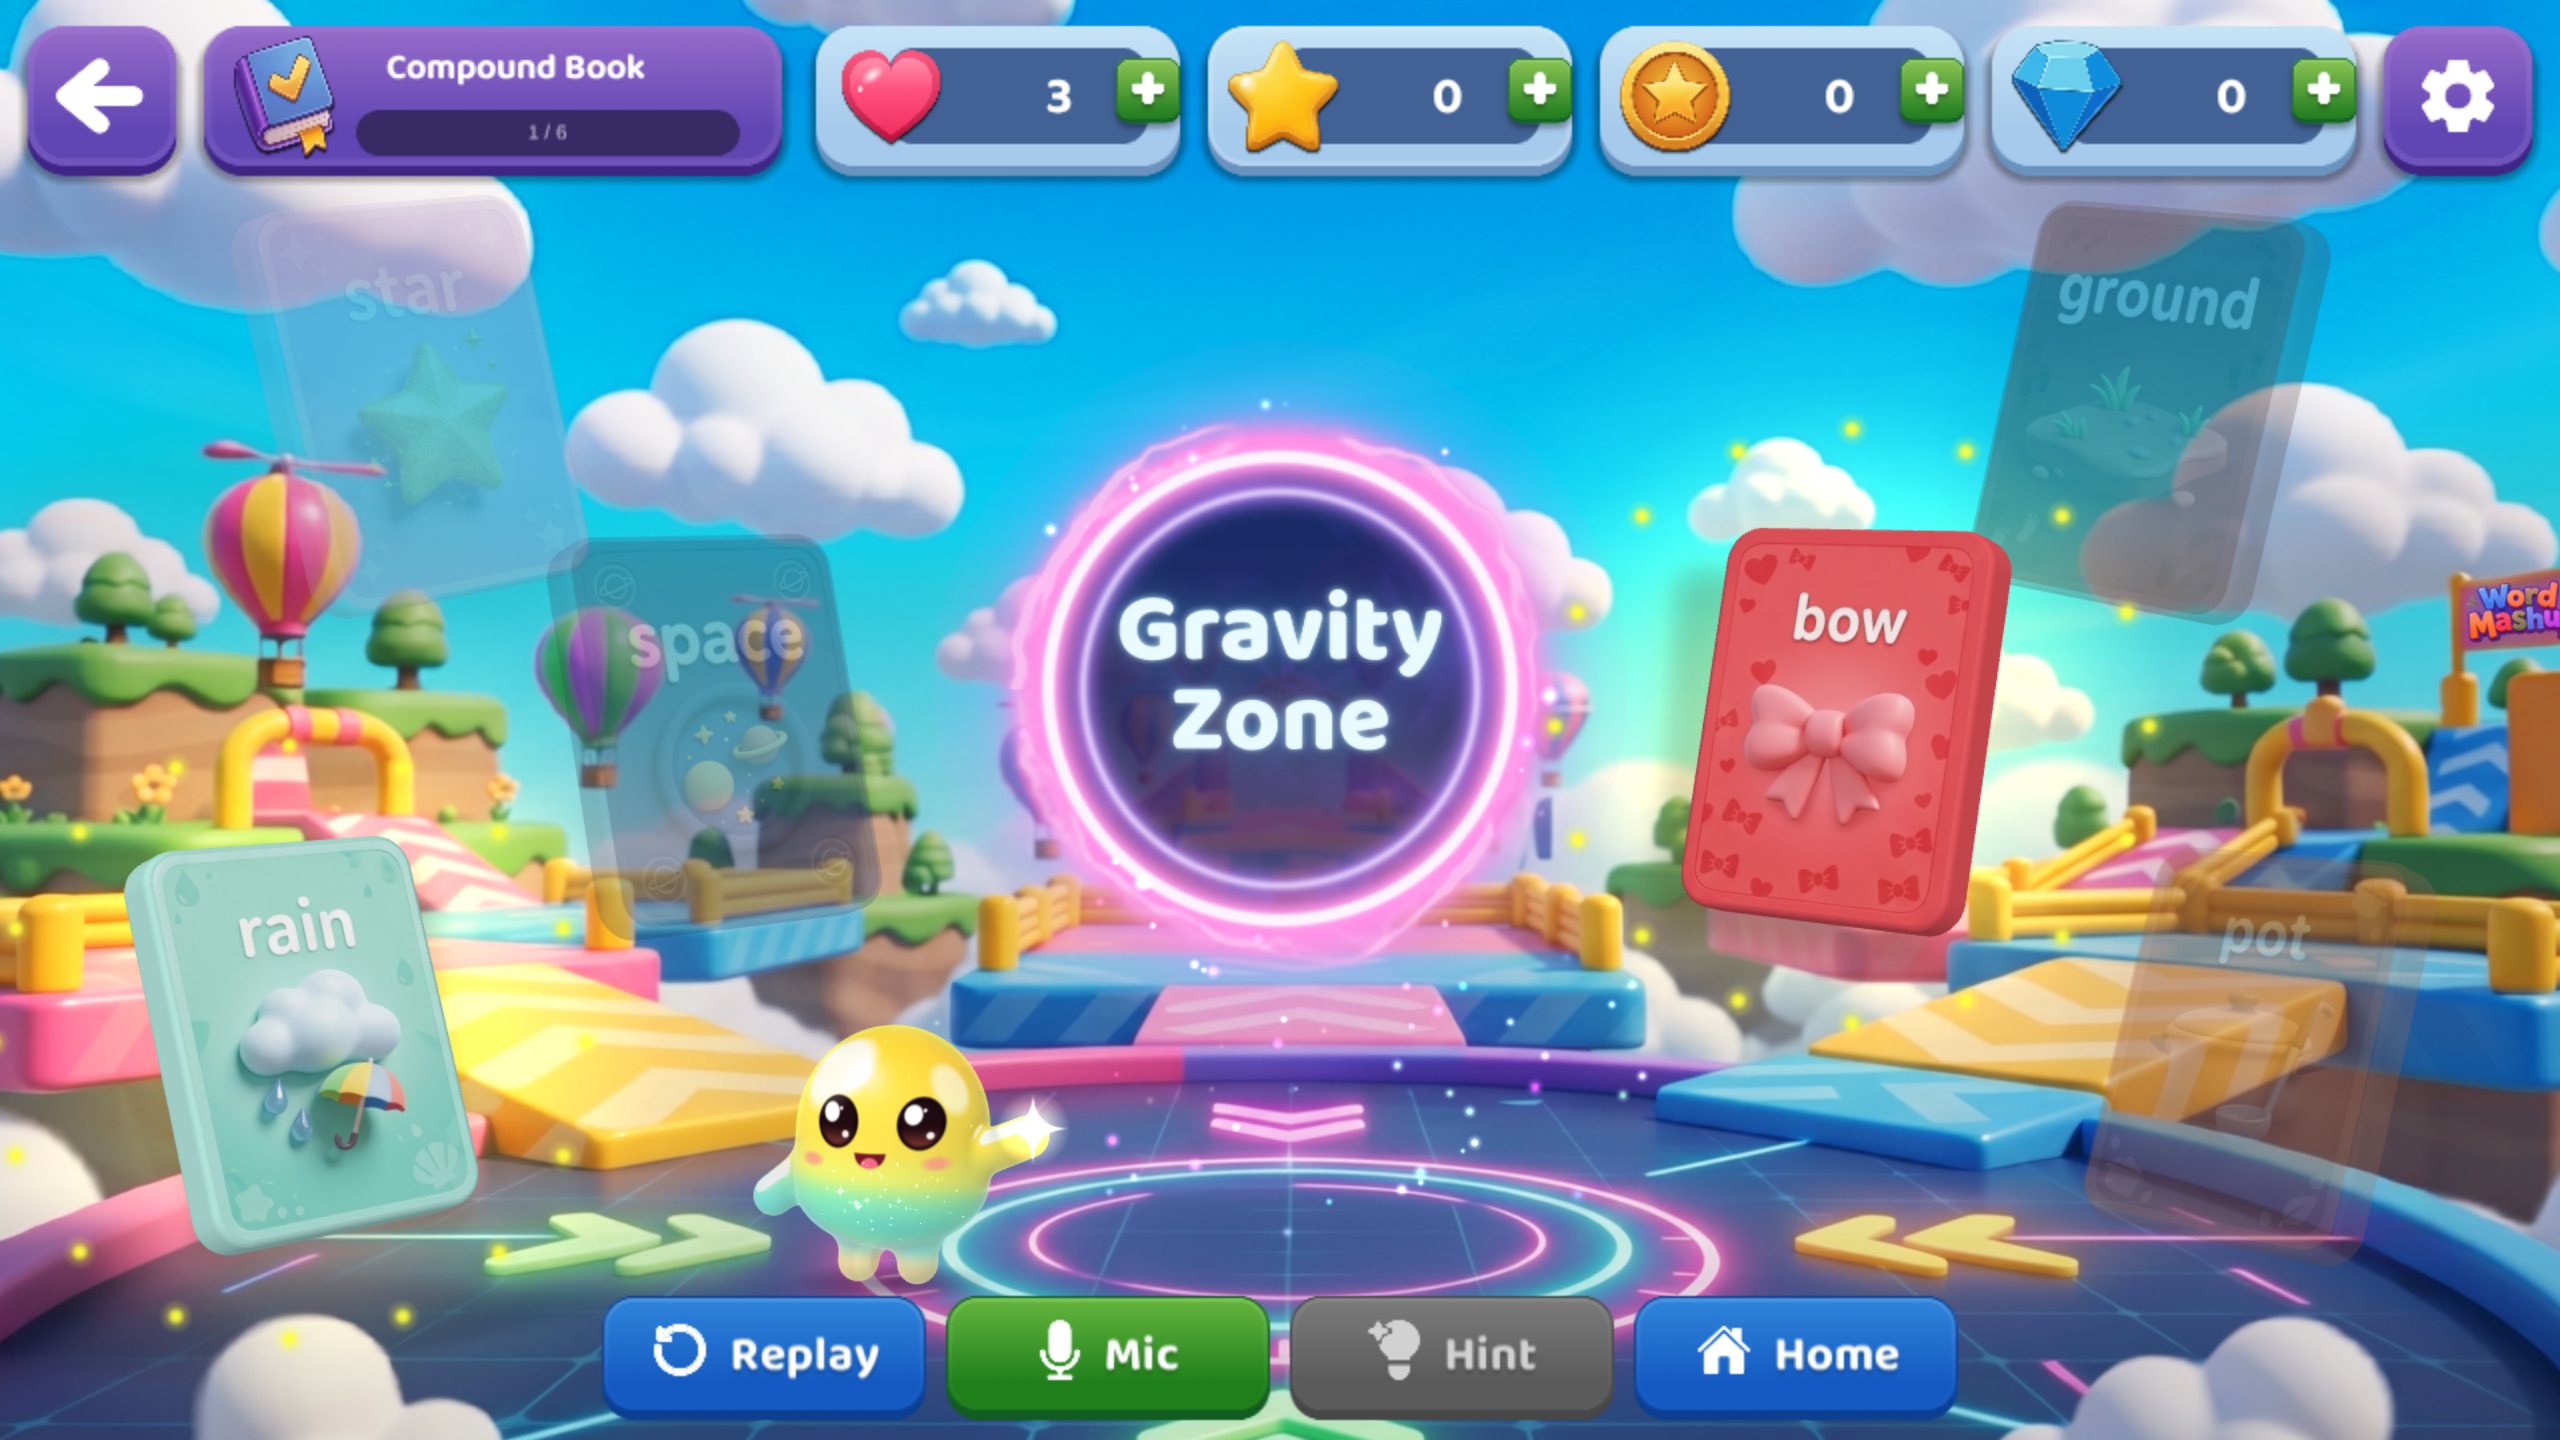 Compound Book
1 / 6
3
0
0
0
star
ground
space
Gravity
Zone
bow
Word
rain
pot
Replay
Mic
Hint
Home